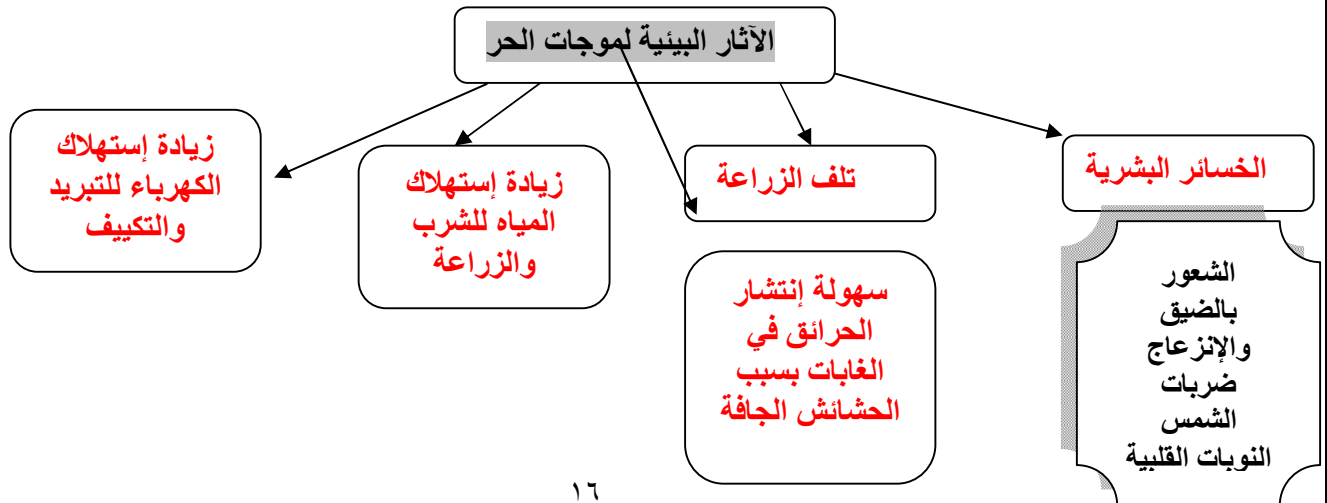 الآثار البيئية لموجات الحر
الخسائر البشرية
الشعور
بالضيق
والإنزعاج
ضربات
الشمس
النوبات القلبية
تلف الزراعة
سهولة إنتشار
الحرائق في
الغابات بسبب
الحشائش الجافة
زيادة إستهلاك
المياه للشرب
والزراعة
زيادة إستهلاك
الكهرباء للتبريد
والتكييف
١٦